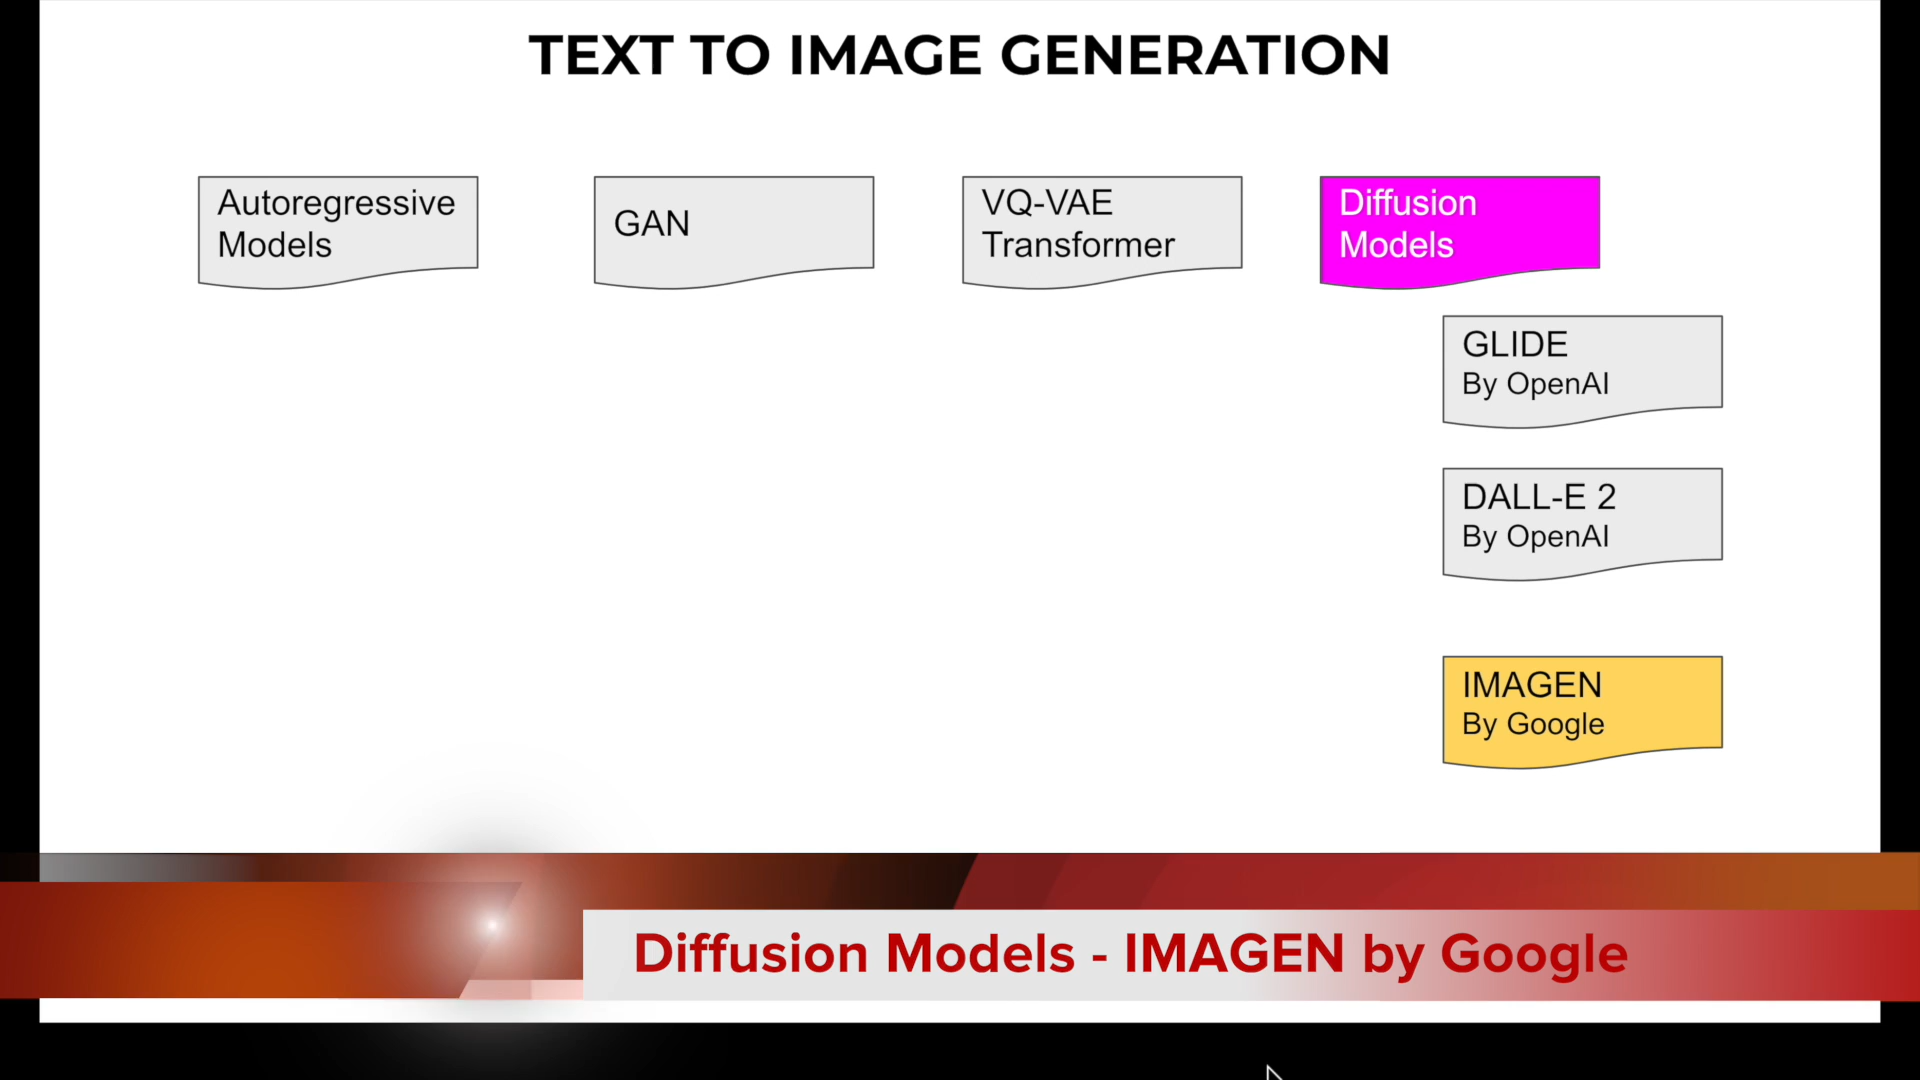 TEXT TO IMAGE GENERATION
Autoregressive
Models
GAN
VQ-VAE
Transformer
Diffusion
Models
GLIDE
By OpenAI
DALL-E 2
By OpenAI
IMAGEN
By Google
Diffusion Models - IMAGEN by Google